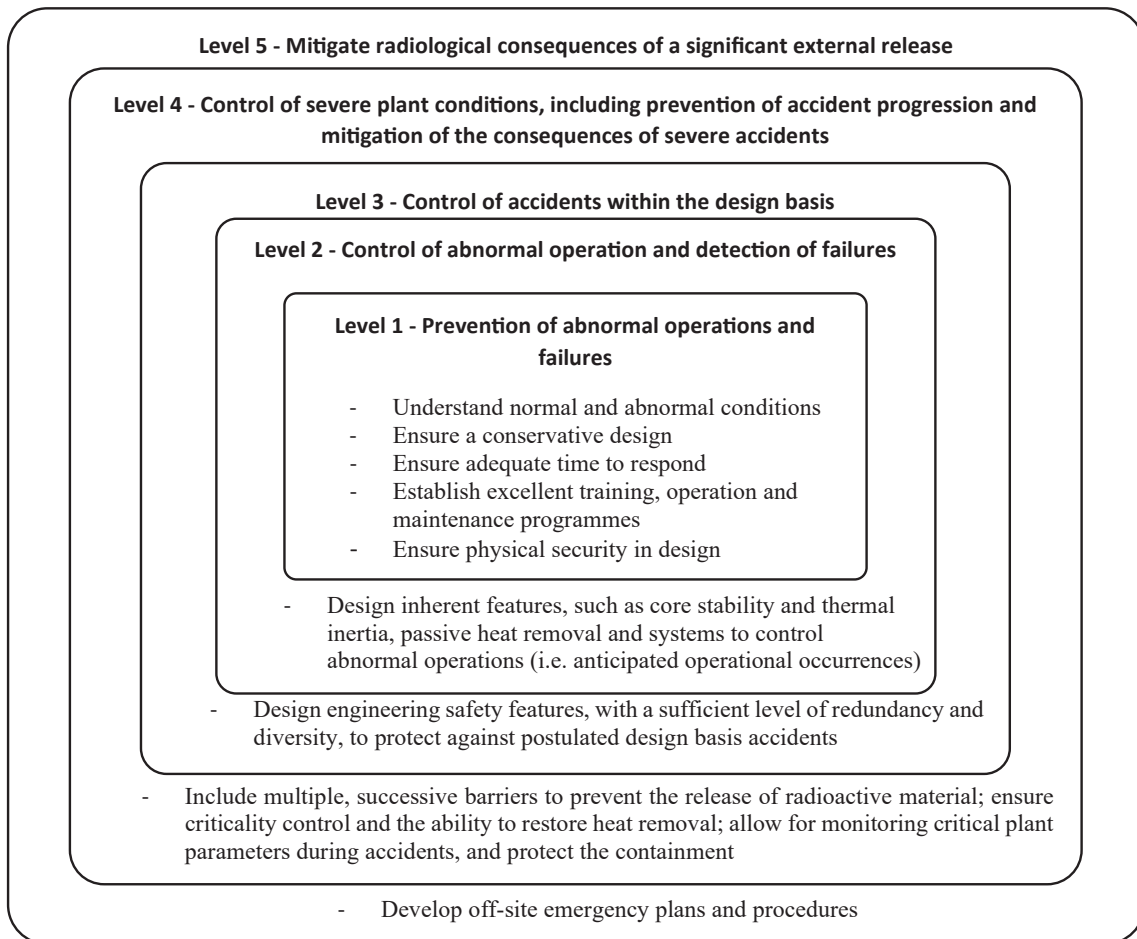 Level 5 - Mitigate radiological consequences of a significant external release
Level 4 - Control of severe plant conditions, including prevention of accident progression and
mitigation of the consequences of severe accidents
Level 3 - Control of accidents within the design basis
Level 2 - Control of abnormal operation and detection of failures
Level 1 - Prevention of abnormal operations and
failures
- Understand normal and abnormal conditions
- Ensure a conservative design
- Ensure adequate time to respond
- Establish excellent training, operation and
maintenance programmes
- Ensure physical security in design
- Design inherent features, such as core stability and thermal
inertia, passive heat removal and systems to control
abnormal operations (i.e. anticipated operational occurrences)
- Design engineering safety features, with a sufficient level of redundancy and
diversity, to protect against postulated design basis accidents
- Include multiple, successive barriers to prevent the release of radioactive material; ensure
criticality control and the ability to restore heat removal; allow for monitoring critical plant
parameters during accidents, and protect the containment
- Develop off-site emergency plans and procedures